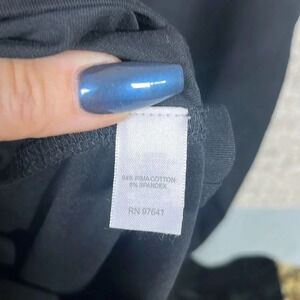 94% PIMA COTTON
6% SPANDEX
RN 97641